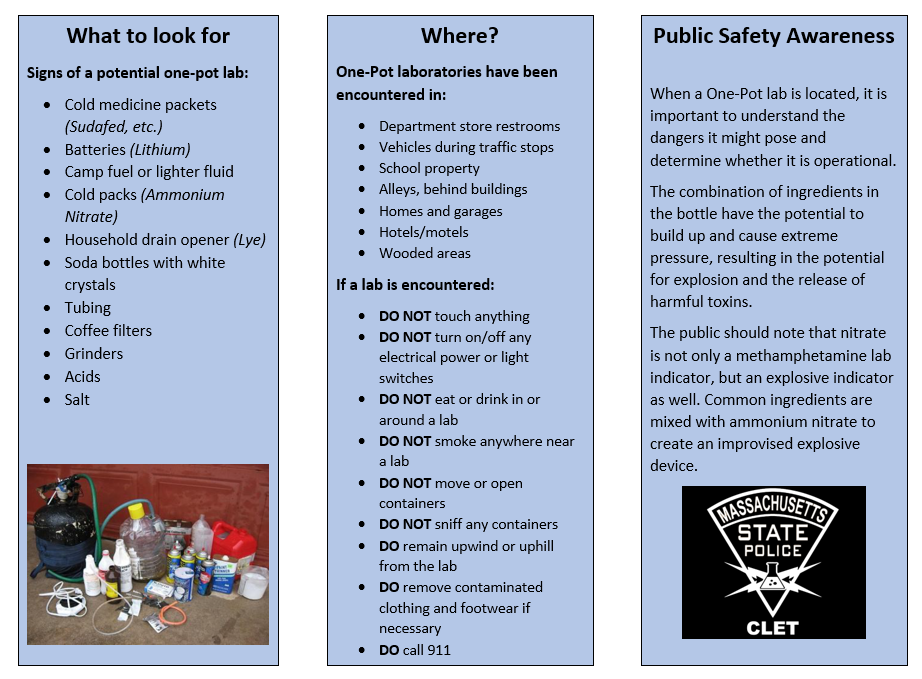 What to look for
Signs of a potential one-pot lab:
• Cold medicine packets
(Sudafed, etc.)
• Batteries (Lithium)
• Camp fuel or lighter fluid
• Cold packs (Ammonium
Nitrate)
• Household drain opener (Lye)
• Soda bottles with white
crystals
• Tubing
• Coffee filters
• Grinders
• Acids
• Salt
Where?
One-Pot laboratories have been
encountered in:
• Department store restrooms
• Vehicles during traffic stops
• School property
• Alleys, behind buildings
• Homes and garages
• Hotels/motels
• Wooded areas
If a lab is encountered:
• DO NOT touch anything
• DO NOT turn on/off any
electrical power or light
switches
• DO NOT eat or drink in or
around a lab
• DO NOT smoke anywhere near
a lab
• DO NOT move or open
containers
• DO NOT sniff any containers
• DO remain upwind or uphill
from the lab
• DO remove contaminated
clothing and footwear if
necessary
• DO call 911
Public Safety Awareness
When a One-Pot lab is located, it is
important to understand the
dangers it might pose and
determine whether it is operational.
The combination of ingredients in
the bottle have the potential to
build up and cause extreme
pressure, resulting in the potential
for explosion and the release of
harmful toxins.
The public should note that nitrate
is not only a methamphetamine lab
indicator, but an explosive indicator
as well. Common ingredients are
mixed with ammonium nitrate to
create an improvised explosive
device.
MASSACHUSETTS
STATE
POLICE
CLET